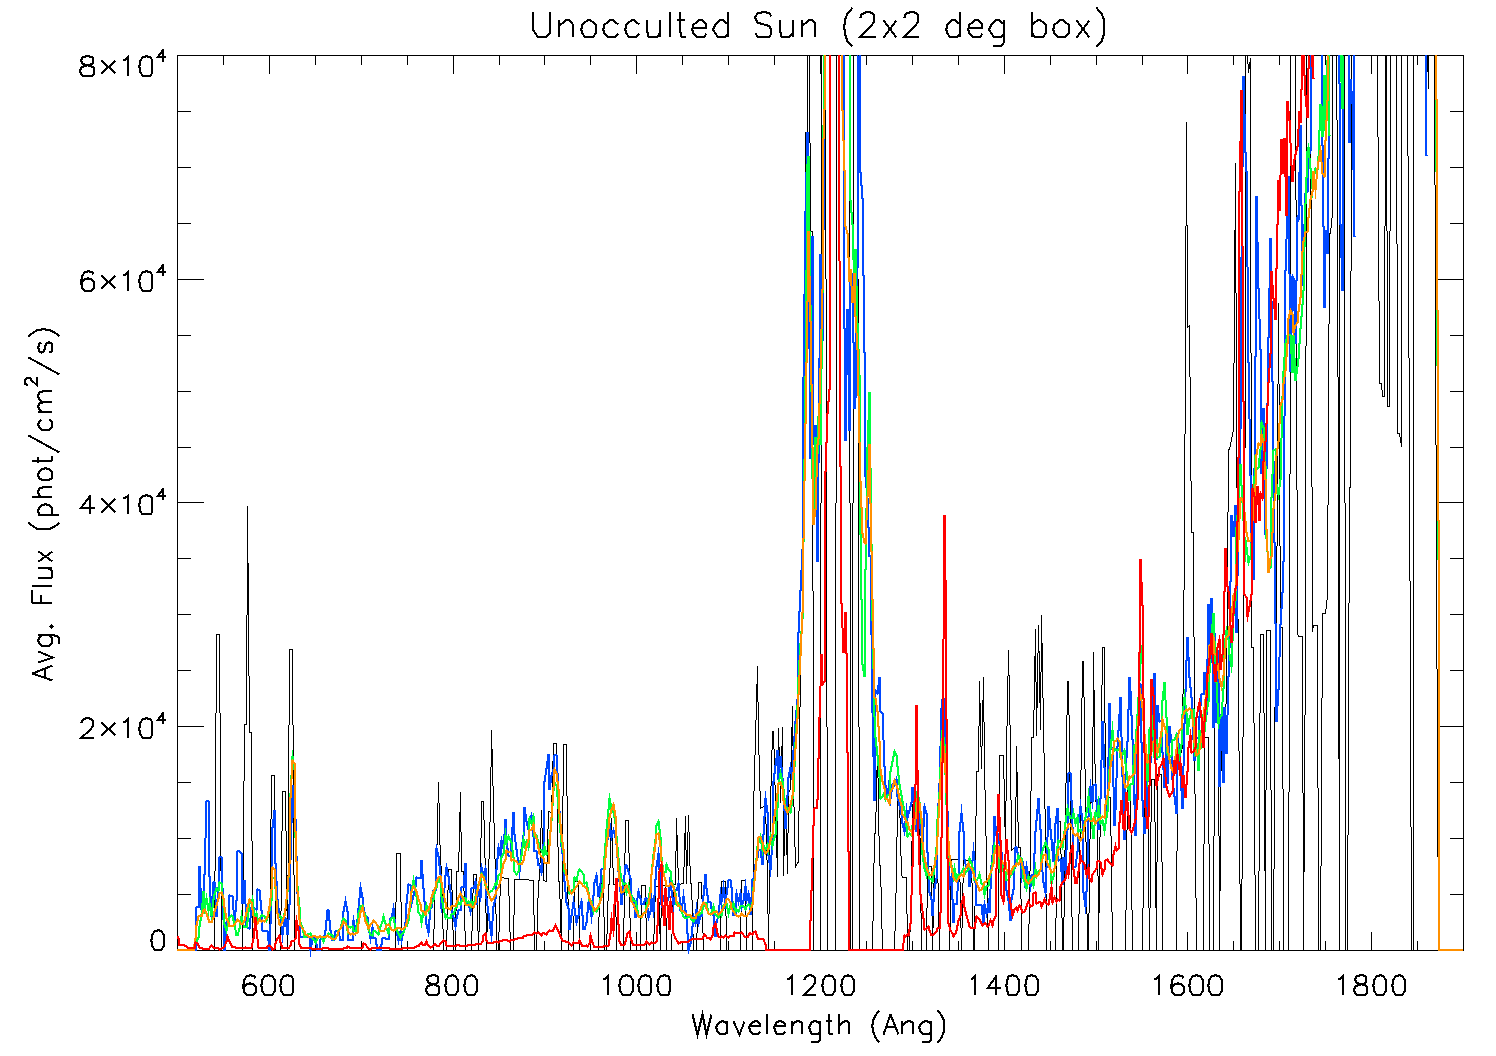 Unocculted Sun (2x2 deg box)
8×10⁴
6×10⁴
4×10⁴
2×10⁴
0
Avg. Flux (phot/cm²/s)
600 800 1000 1200 1400 1600 1800
Wavelength (Ang)